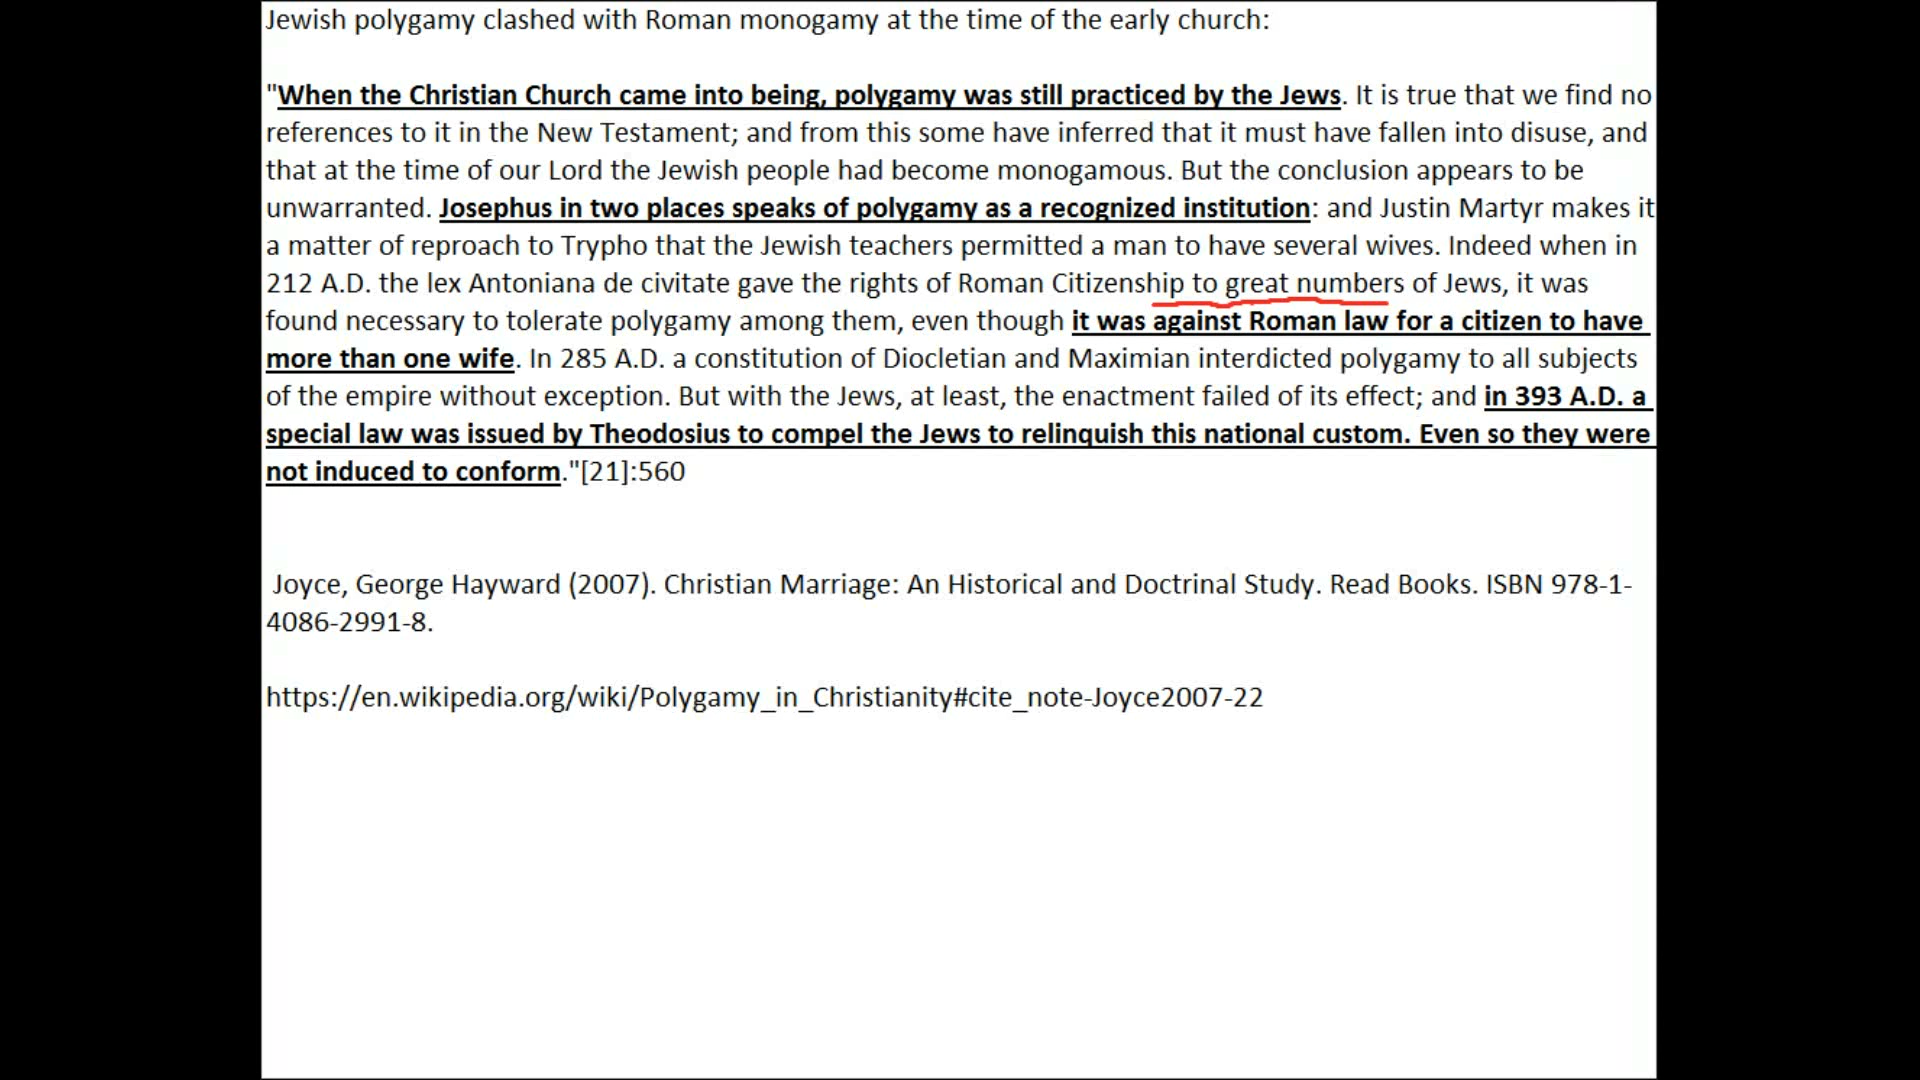 Jewish polygamy clashed with Roman monogamy at the time of the early church:
"When the Christian Church came into being, polygamy was still practiced by the Jews. It is true that we find no
references to it in the New Testament; and from this some have inferred that it must have fallen into disuse, and
that at the time of our Lord the Jewish people had become monogamous. But the conclusion appears to be
unwarranted. Josephus in two places speaks of polygamy as a recognized institution: and Justin Martyr makes it
a matter of reproach to Trypho that the Jewish teachers permitted a man to have several wives. Indeed when in
212 A.D. the lex Antoniana de civitate gave the rights of Roman Citizenship to great numbers of Jews, it was
found necessary to tolerate polygamy among them, even though it was against Roman law for a citizen to have
more than one wife. In 285 A.D. a constitution of Diocletian and Maximian interdicted polygamy to all subjects
of the empire without exception. But with the Jews, at least, the enactment failed of its effect; and in 393 A.D. a
special law was issued by Theodosius to compel the Jews to relinquish this national custom. Even so they were
not induced to conform."[21]:560
Joyce, George Hayward (2007). Christian Marriage: An Historical and Doctrinal Study. Read Books. ISBN 978-1-
4086-2991-8.
https://en.wikipedia.org/wiki/Polygamy_in_Christianity#cite_note-Joyce2007-22